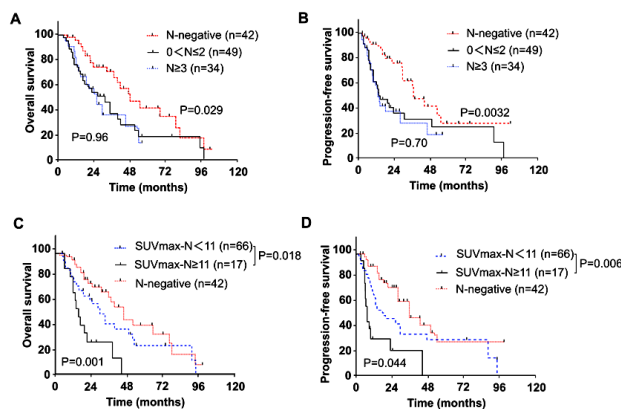 A
N-negative (n=42)
0<N≤2 (n=49)
N≥3 (n=34)
P=0.029
P=0.96
Overall survival
100
80
60
40
20
0
0 24 48 72 96 120
Time (months)
B
N-negative (n=42)
0<N≤2 (n=49)
N≥3 (n=34)
P=0.0032
P=0.70
Progression-free survival
100
80
60
40
20
0
0 24 48 72 96 120
Time (months)
C
SUVmax-N<11 (n=66)
SUVmax-N≥11 (n=17)
N-negative (n=42)
P=0.018
P=0.001
Overall survival
100
80
60
40
20
0
0 24 48 72 96 120
Time (months)
D
SUVmax-N<11 (n=66)
SUVmax-N≥11 (n=17)
N-negative (n=42)
P=0.006
P=0.044
Progression-free survival
100
80
60
40
20
0
0 24 48 72 96 120
Time (months)